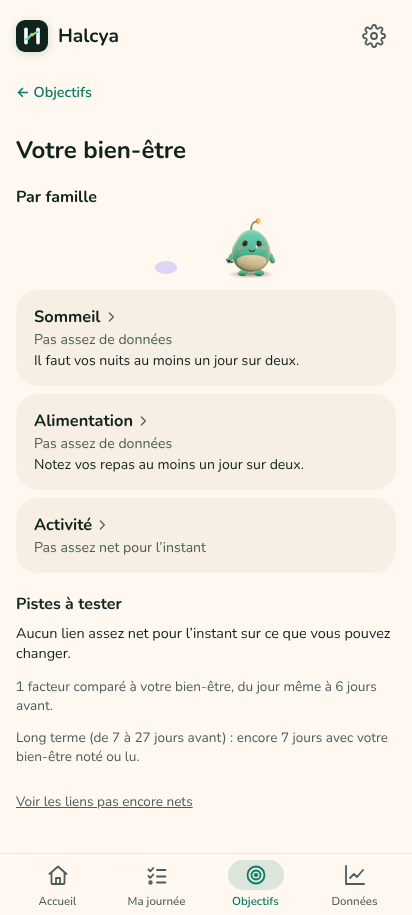 Halcya
← Objectifs
Votre bien-être
Par famille
Sommeil >
Pas assez de données
Il faut vos nuits au moins un jour sur deux.
Alimentation >
Pas assez de données
Notez vos repas au moins un jour sur deux.
Activité >
Pas assez net pour l’instant
Pistes à tester
Aucun lien assez net pour l’instant sur ce que vous pouvez
changer.
1 facteur comparé à votre bien-être, du jour même à 6 jours
avant.
Long terme (de 7 à 27 jours avant) : encore 7 jours avec votre
bien-être noté ou lu.
Voir les liens pas encore nets
Accueil
Ma journée
Objectifs
Données